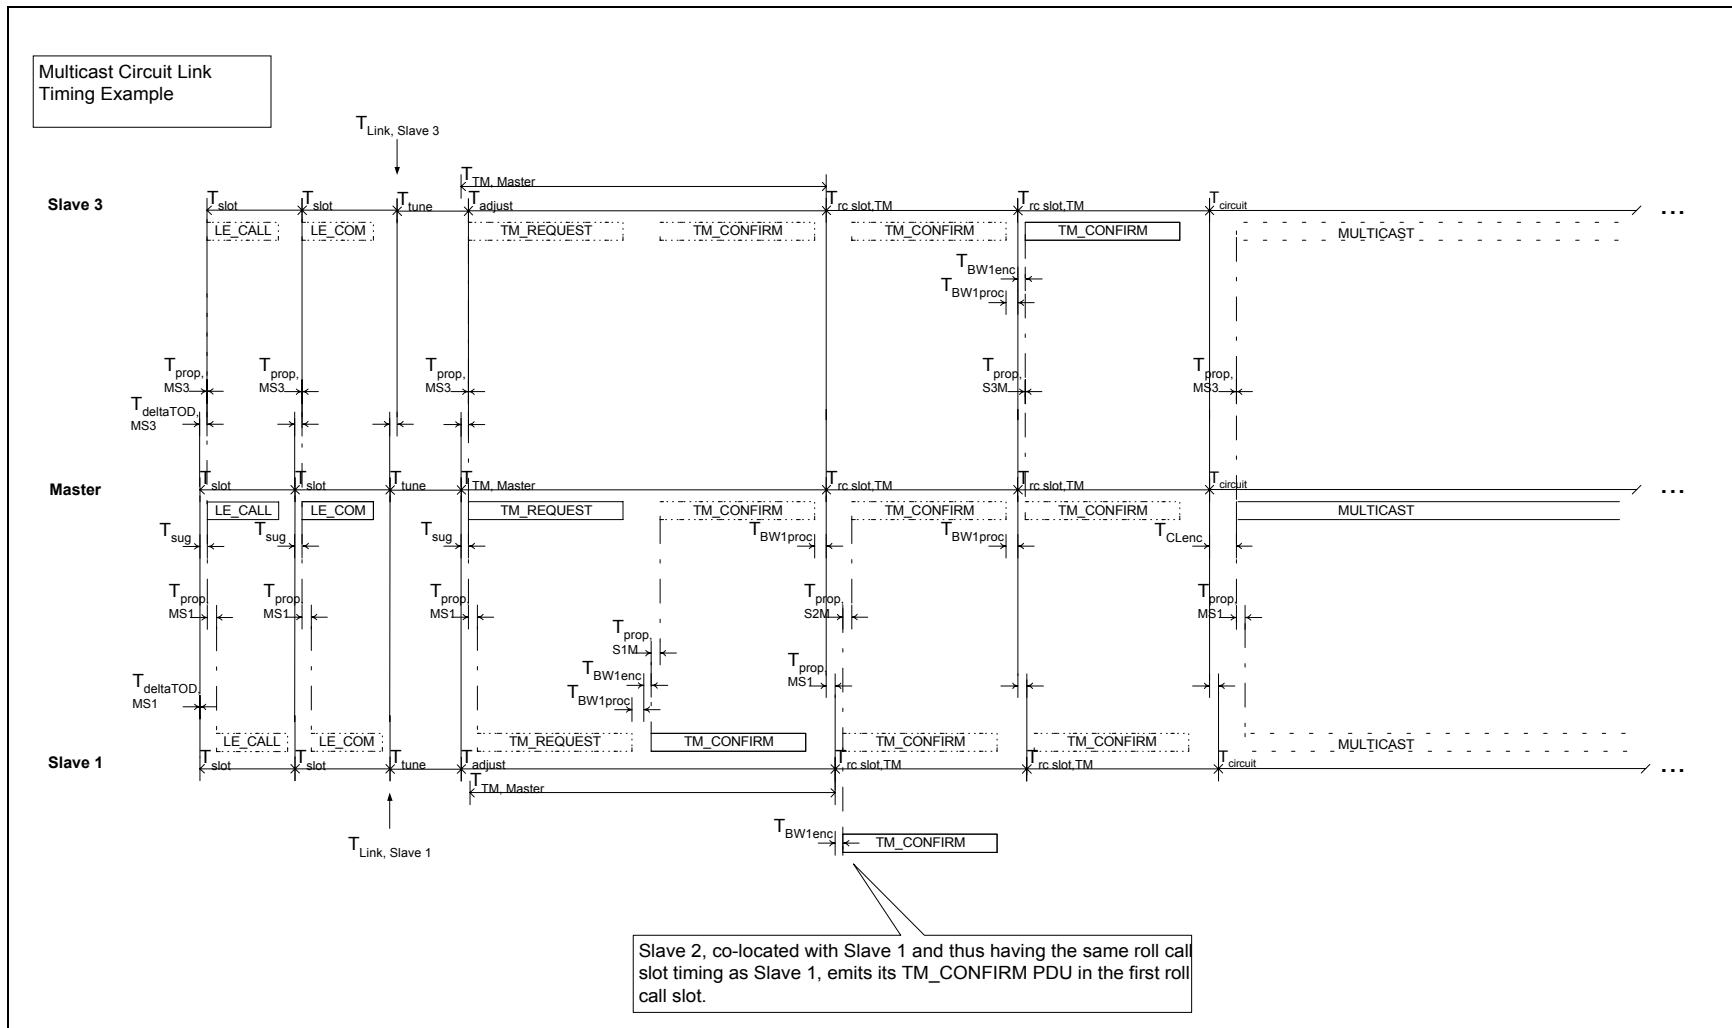 Multicast Circuit Link
Timing Example
T Link, Slave 3
T TM, Master
Slave 3
T slot T slot T tune T adjust T rc slot,TM T rc slot,TM T circuit ...
LE_CALL LE_COM TM_REQUEST TM_CONFIRM TM_CONFIRM TM_CONFIRM MULTICAST
T BW1enc
T BW1proc
T prop, MS3 T prop, MS3 T prop, MS3 T prop, S3M T prop, MS3
T deltaTOD, MS3
Master
T slot T slot T tune T TM, Master T rc slot,TM T rc slot,TM T circuit ...
LE_CALL LE_COM TM_REQUEST TM_CONFIRM TM_CONFIRM TM_CONFIRM MULTICAST
T sug T sug T sug T BW1proc T BW1proc T CLenc
T prop, MS1 T prop, MS1 T prop, MS1 T prop, S2M T prop, MS1
T prop, S1M
T BW1enc T prop, MS1
T deltaTOD, MS1 T BW1proc
LE_CALL LE_COM TM_REQUEST TM_CONFIRM TM_CONFIRM TM_CONFIRM MULTICAST
Slave 1
T slot T slot T tune T adjust T rc slot,TM T rc slot,TM T circuit ...
T TM, Master
T Link, Slave 1
T BW1enc TM_CONFIRM
Slave 2, co-located with Slave 1 and thus having the same roll call
slot timing as Slave 1, emits its TM_CONFIRM PDU in the first roll
call slot.